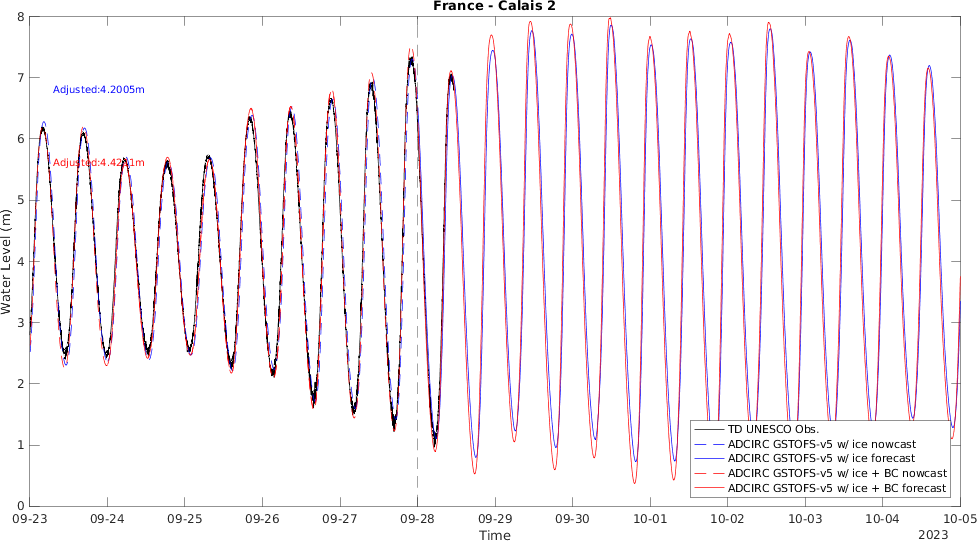 France - Calais 2
8
7
6
5
4
3
2
1
0
Water Level (m)
Adjusted:4.2005m
TD UNESCO Obs.
ADCIRC GSTOFS-v5 w/ ice nowcast
ADCIRC GSTOFS-v5 w/ ice forecast
ADCIRC GSTOFS-v5 w/ ice + BC nowcast
ADCIRC GSTOFS-v5 w/ ice + BC forecast
09-23 09-24 09-25 09-26 09-27 09-28 09-29 09-30 10-01 10-02 10-03 10-04 10-05
Time
2023